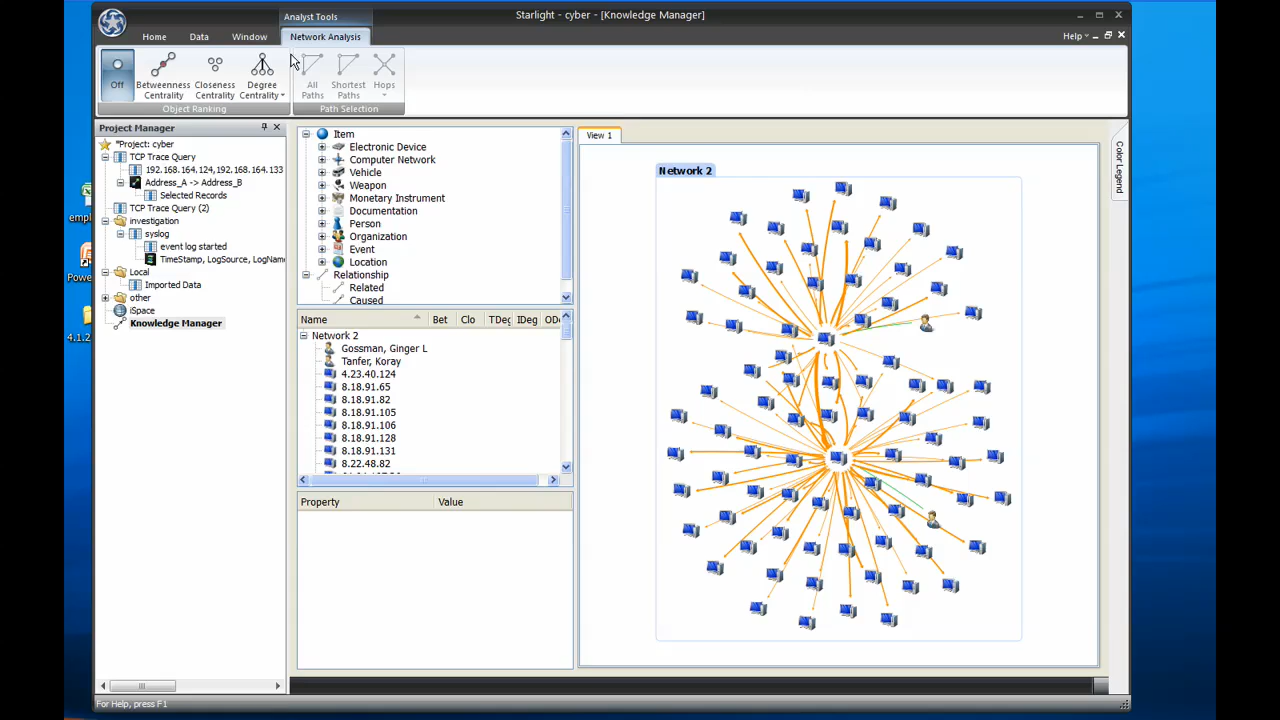 Analyst Tools
Starlight - cyber - [Knowledge Manager]
Home Data Window Network Analysis
Help
Off
Betweenness Centrality
Closeness Centrality
Degree Centrality
All Paths
Shortest Paths
Hops
Object Ranking
Path Selection
Project Manager
*Project: cyber
TCP Trace Query
192.168.164.124,192.168.164.133
Address_A -> Address_B
Selected Records
TCP Trace Query (2)
investigation
syslog
event log started
TimeStamp, LogSource, LogName
Local
Imported Data
other
iSpace
Knowledge Manager
Item
Electronic Device
Computer Network
Vehicle
Weapon
Monetary Instrument
Documentation
Person
Organization
Event
Location
Relationship
Related
Caused
Name Bet Clo TDeg IDeg ODe
Network 2
Gossman, Ginger L
Tanfer, Koray
4.23.40.124
8.18.91.65
8.18.91.82
8.18.91.105
8.18.91.106
8.18.91.128
8.18.91.131
8.22.48.82
Property Value
View 1
Network 2
Color Legend
empl
Powe
4.1.2
For Help, press F1